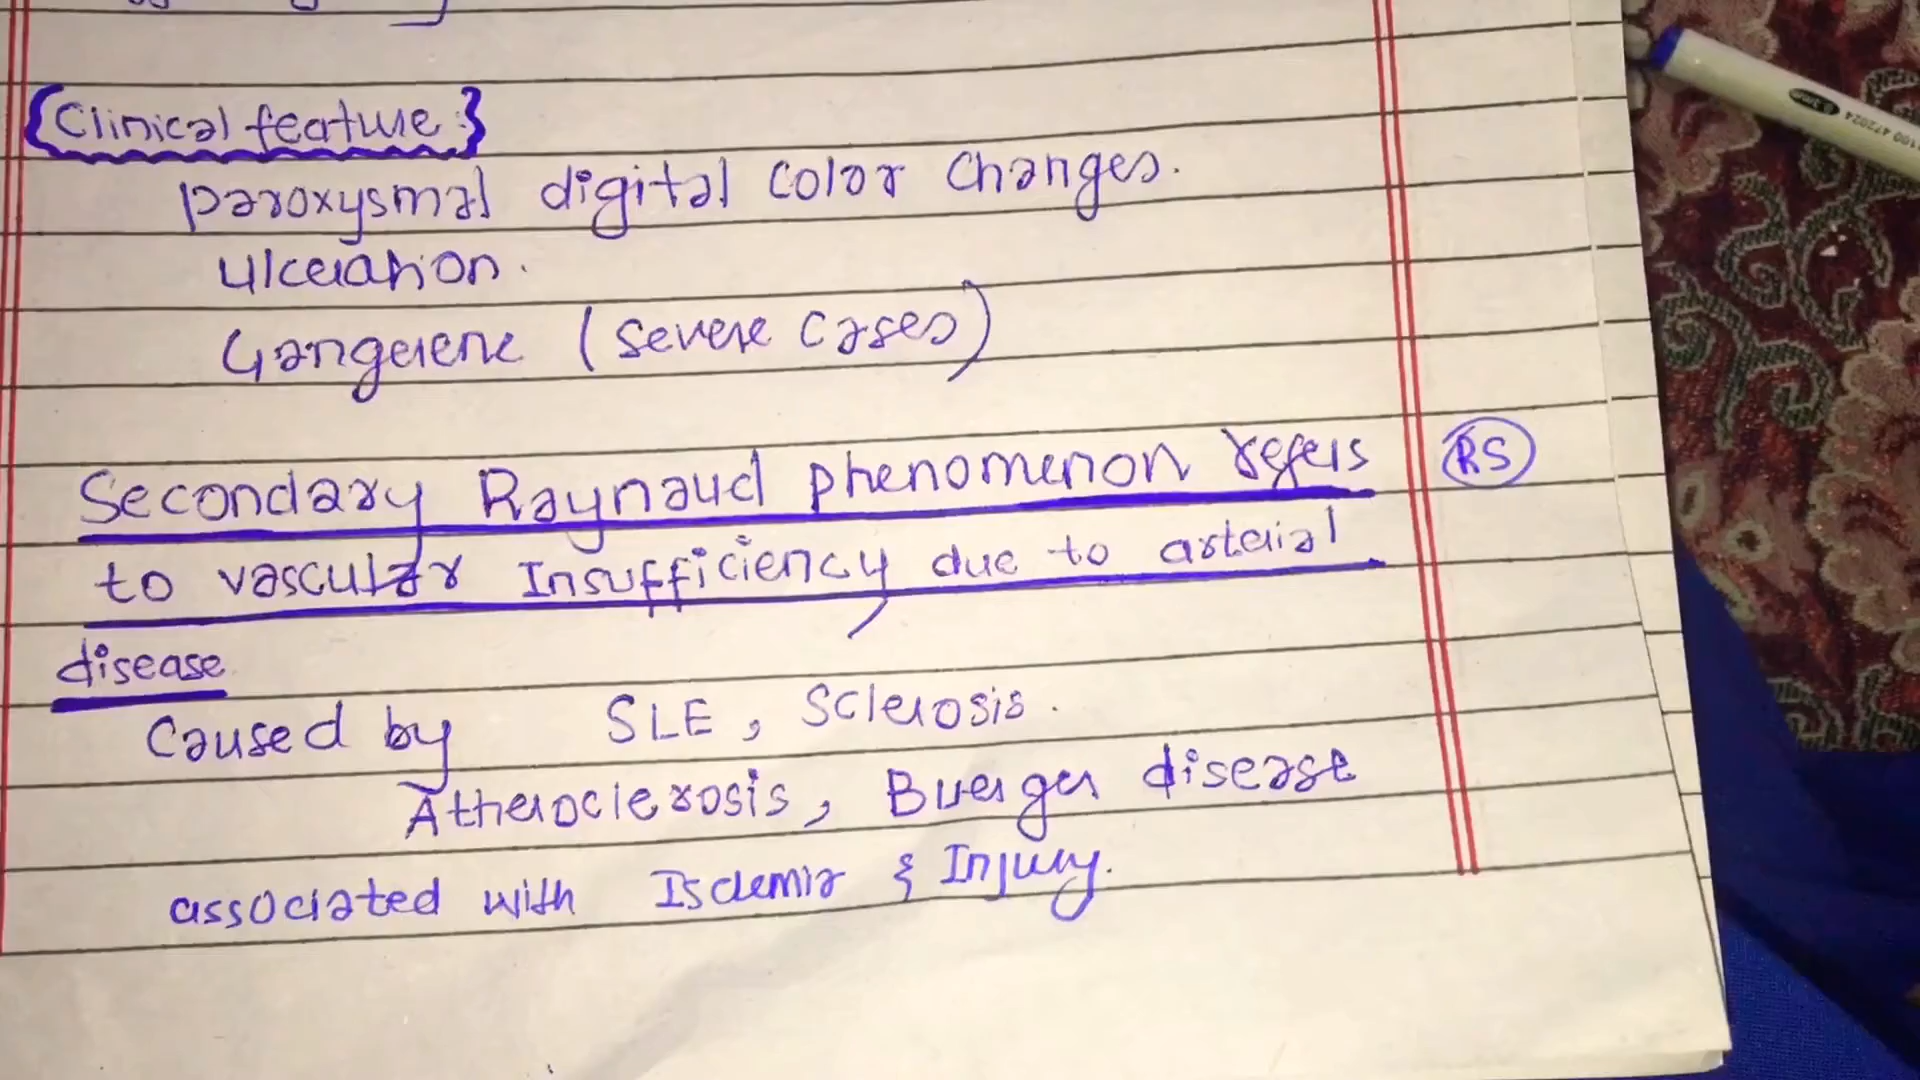 {Clinical feature:}
paroxysmal digital color changes.
ulceration.
Gangerene (severe cases)
Secondary Raynaud phenomenon refers RS
to vascular Insufficiency due to arterial
disease
Caused by SLE, Sclerosis.
Atheroclerosis, Buerger disease
associated with Ischemia & Injury.